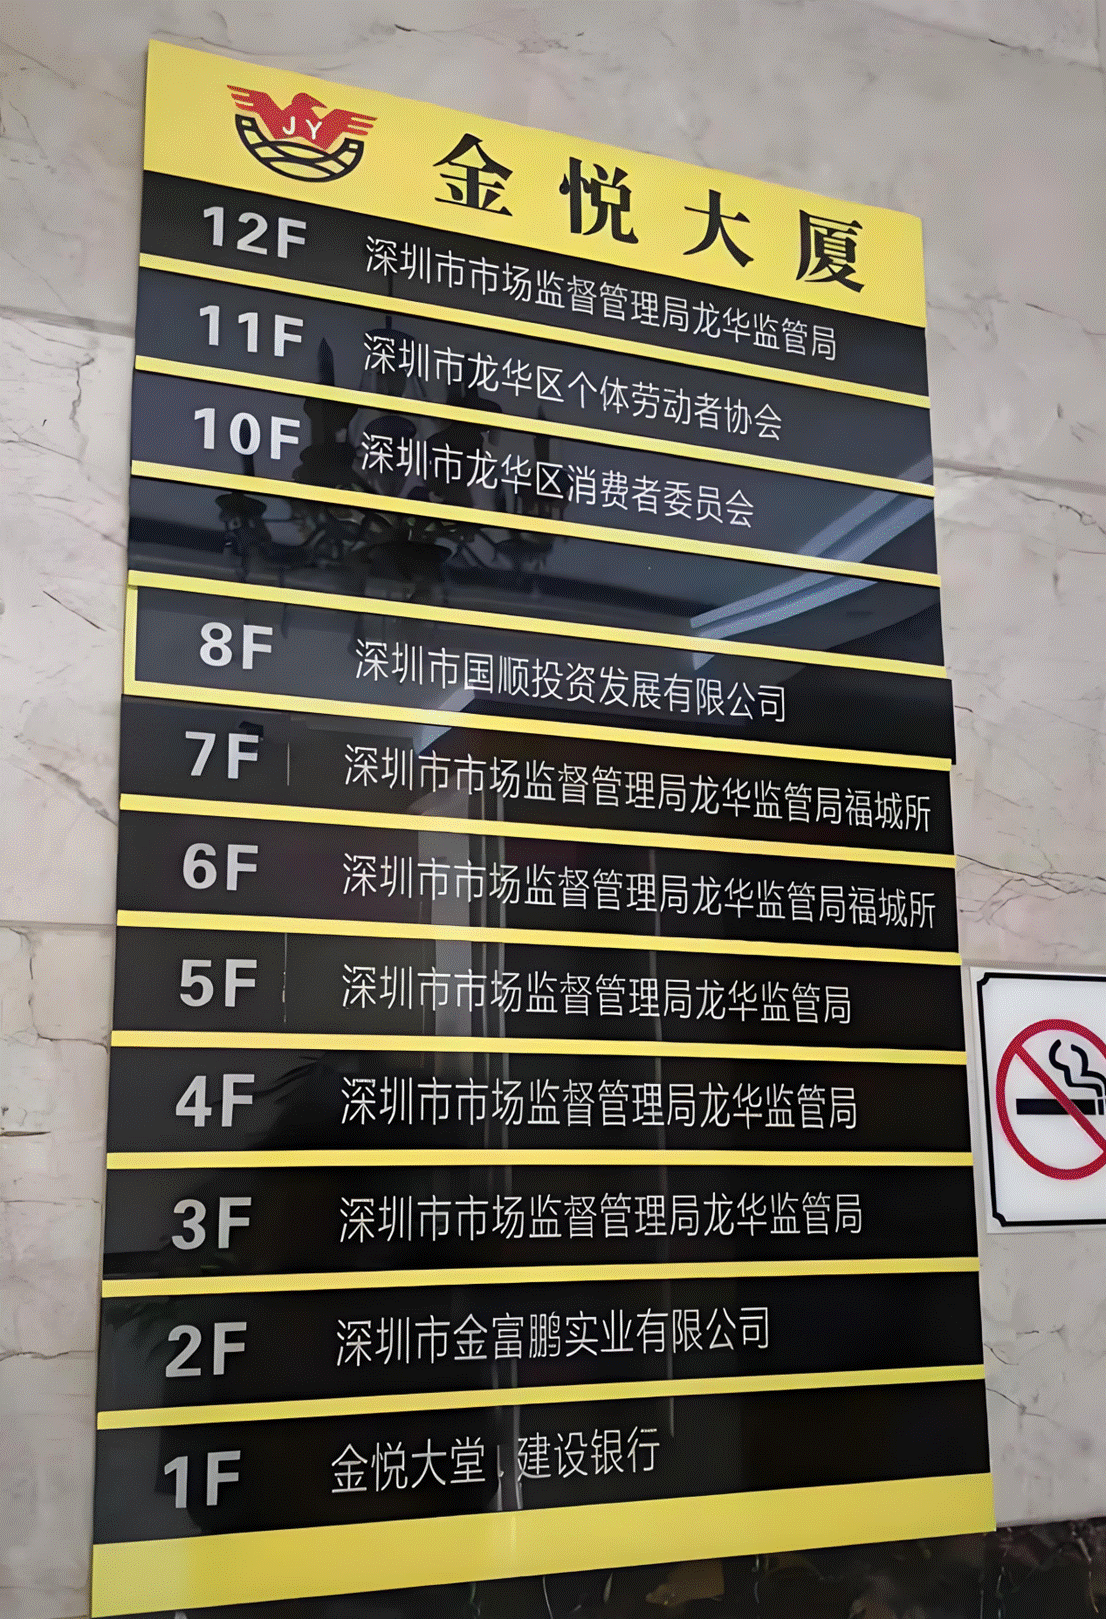 JY
金悦大厦
12F 深圳市市场监督管理局龙华监管局
11F 深圳市龙华区个体劳动者协会
10F 深圳市龙华区消费者委员会
8F 深圳市国顺投资发展有限公司
7F 深圳市市场监督管理局龙华监管局福城所
6F 深圳市市场监督管理局龙华监管局福城所
5F 深圳市市场监督管理局龙华监管局
4F 深圳市市场监督管理局龙华监管局
3F 深圳市市场监督管理局龙华监管局
2F 深圳市金富鹏实业有限公司
1F 金悦大堂，建设银行